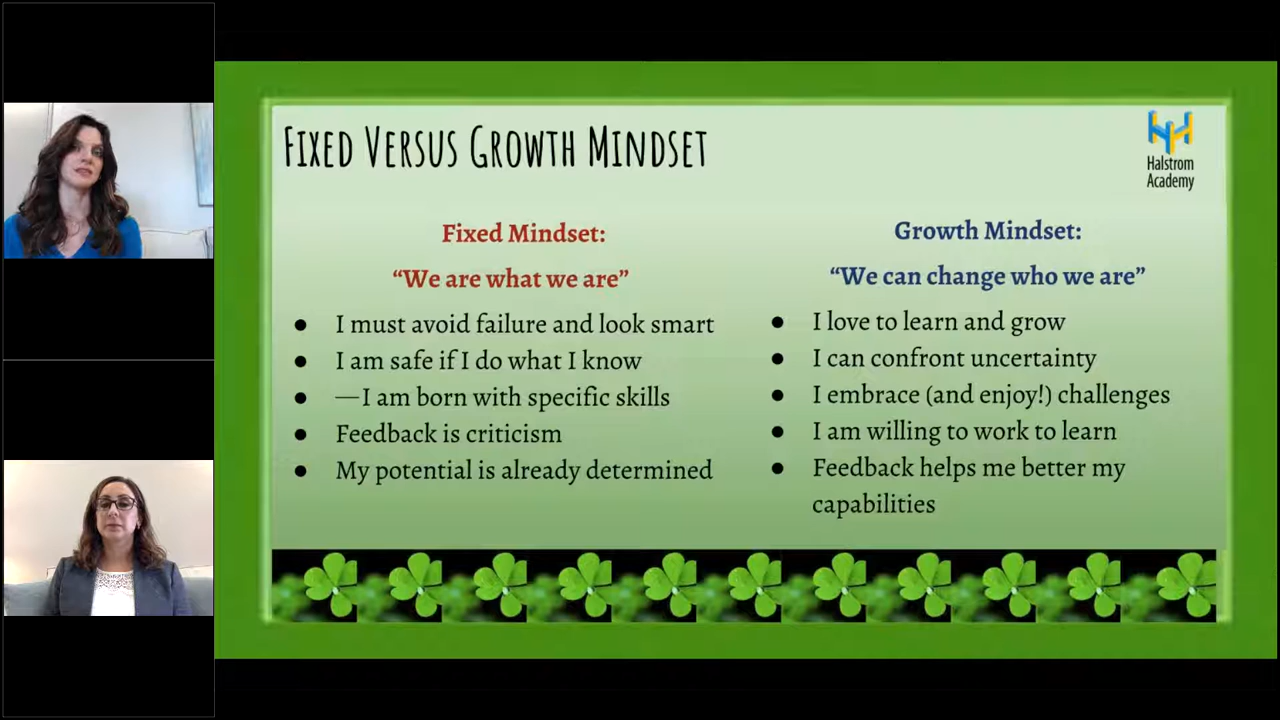 Fixed Versus Growth Mindset
Halstrom
Academy
Fixed Mindset:
“We are what we are”
● I must avoid failure and look smart
● I am safe if I do what I know
● —I am born with specific skills
● Feedback is criticism
● My potential is already determined
Growth Mindset:
“We can change who we are”
● I love to learn and grow
● I can confront uncertainty
● I embrace (and enjoy!) challenges
● I am willing to work to learn
● Feedback helps me better my
capabilities